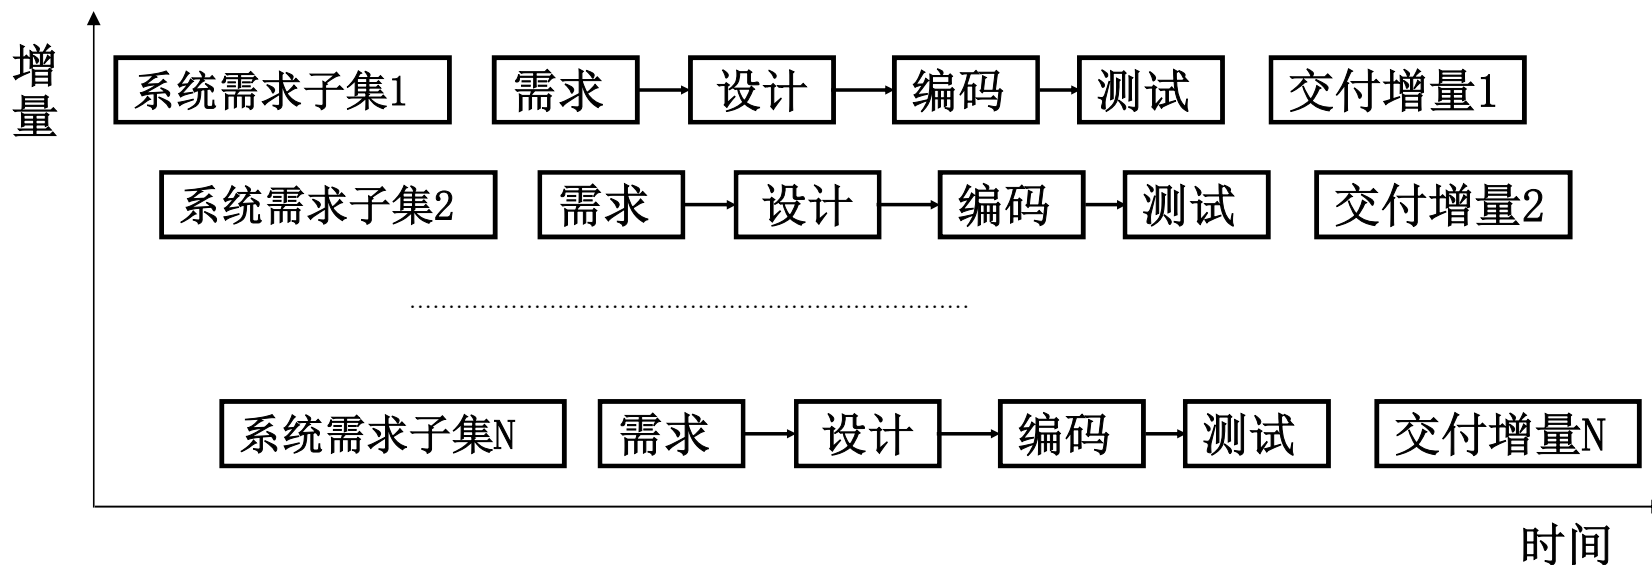 增量
系统需求子集1 需求 设计 编码 测试 交付增量1
系统需求子集2 需求 设计 编码 测试 交付增量2
........................................................................
系统需求子集N 需求 设计 编码 测试 交付增量N
时间